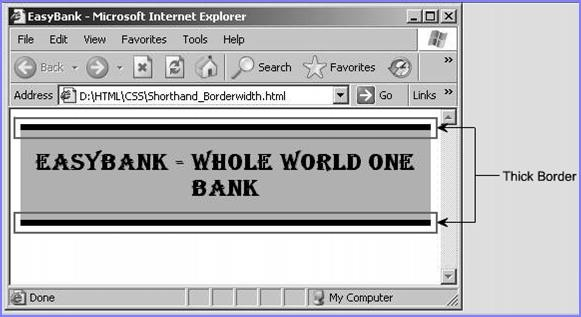 EasyBank - Microsoft Internet Explorer
File Edit View Favorites Tools Help
Back Search Favorites »
Address D:\HTML\CSS\Shorthand_Borderwidth.html Go Links »
EASYBANK - WHOLE WORLD ONE
BANK
Thick Border
Done My Computer